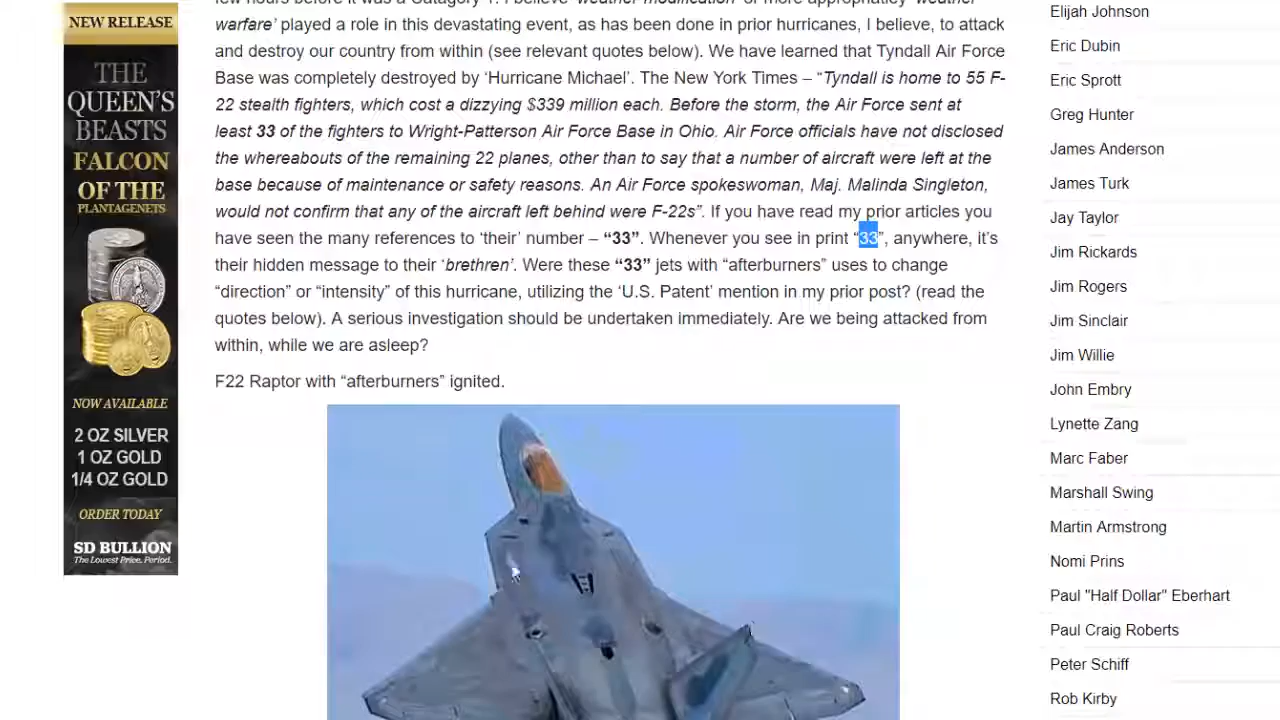 NEW RELEASE
THE
QUEEN'S
BEASTS
FALCON
OF THE
PLANTAGENETS
NOW AVAILABLE
2 OZ SILVER
1 OZ GOLD
1/4 OZ GOLD
ORDER TODAY
SD BULLION
The Lowest Price. Period.
warfare’ played a role in this devastating event, as has been done in prior hurricanes, I believe, to attack
and destroy our country from within (see relevant quotes below). We have learned that Tyndall Air Force
Base was completely destroyed by ‘Hurricane Michael’. The New York Times – “Tyndall is home to 55 F-
22 stealth fighters, which cost a dizzying $339 million each. Before the storm, the Air Force sent at
least 33 of the fighters to Wright-Patterson Air Force Base in Ohio. Air Force officials have not disclosed
the whereabouts of the remaining 22 planes, other than to say that a number of aircraft were left at the
base because of maintenance or safety reasons. An Air Force spokeswoman, Maj. Malinda Singleton,
would not confirm that any of the aircraft left behind were F-22s”. If you have read my prior articles you
have seen the many references to ‘their’ number – “33”. Whenever you see in print “33”, anywhere, it’s
their hidden message to their ‘brethren’. Were these “33” jets with “afterburners” uses to change
“direction” or “intensity” of this hurricane, utilizing the ‘U.S. Patent’ mention in my prior post? (read the
quotes below). A serious investigation should be undertaken immediately. Are we being attacked from
within, while we are asleep?
F22 Raptor with “afterburners” ignited.
Elijah Johnson
Eric Dubin
Eric Sprott
Greg Hunter
James Anderson
James Turk
Jay Taylor
Jim Rickards
Jim Rogers
Jim Sinclair
Jim Willie
John Embry
Lynette Zang
Marc Faber
Marshall Swing
Martin Armstrong
Nomi Prins
Paul "Half Dollar" Eberhart
Paul Craig Roberts
Peter Schiff
Rob Kirby